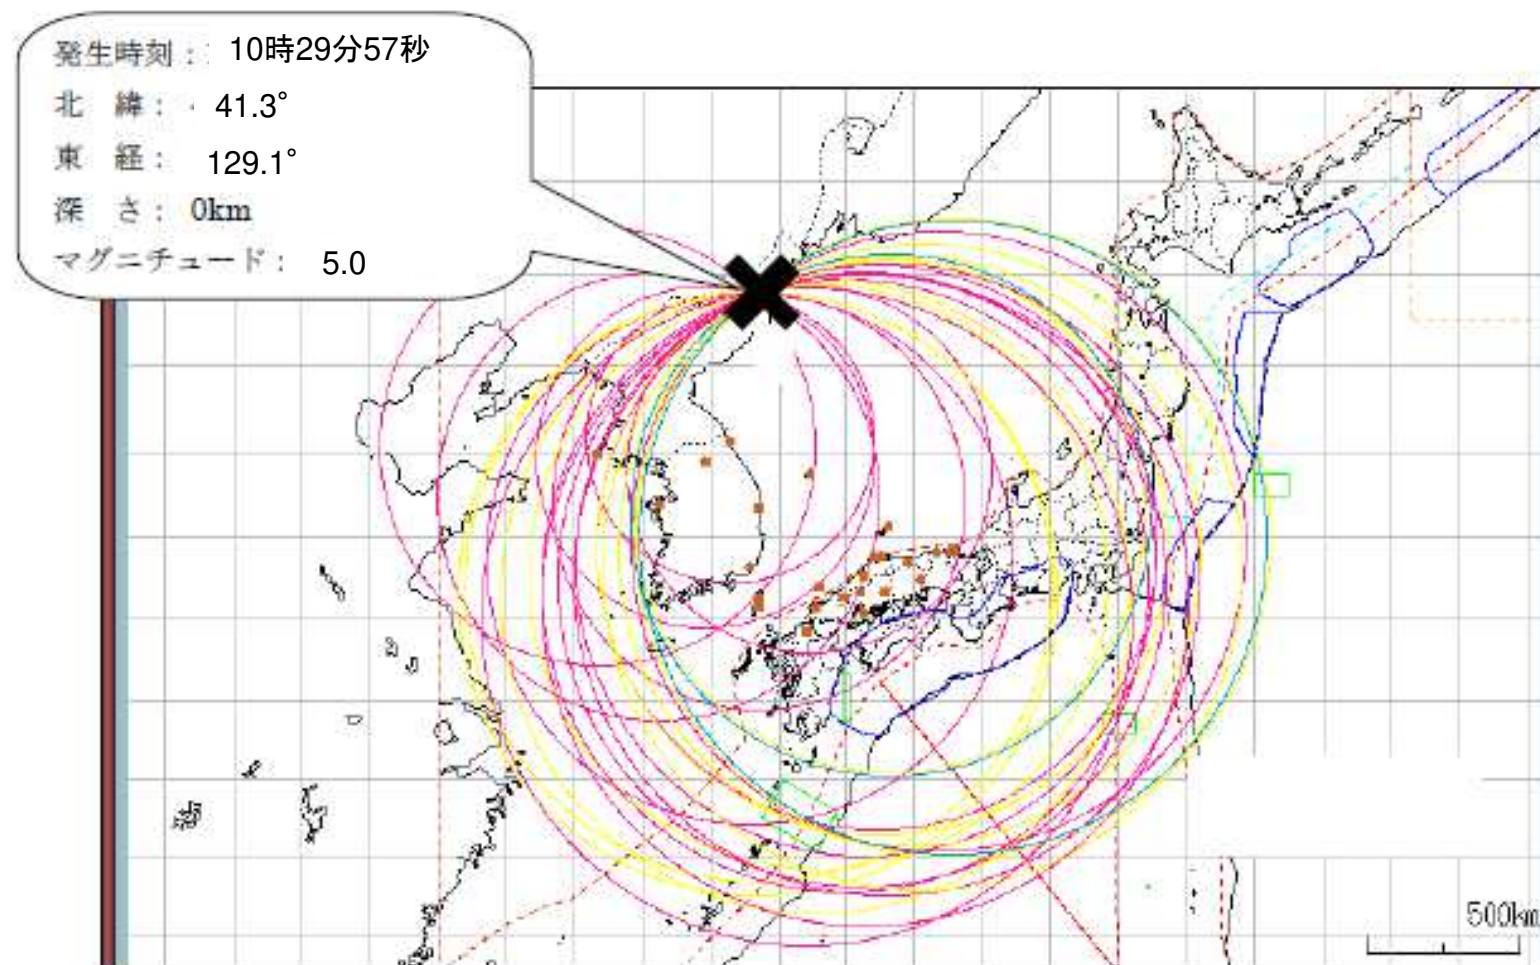 発生時刻： 10時29分57秒
北　緯： 41.3°
東　経： 129.1°
深　さ： 0km
マグニチュード： 5.0
500km